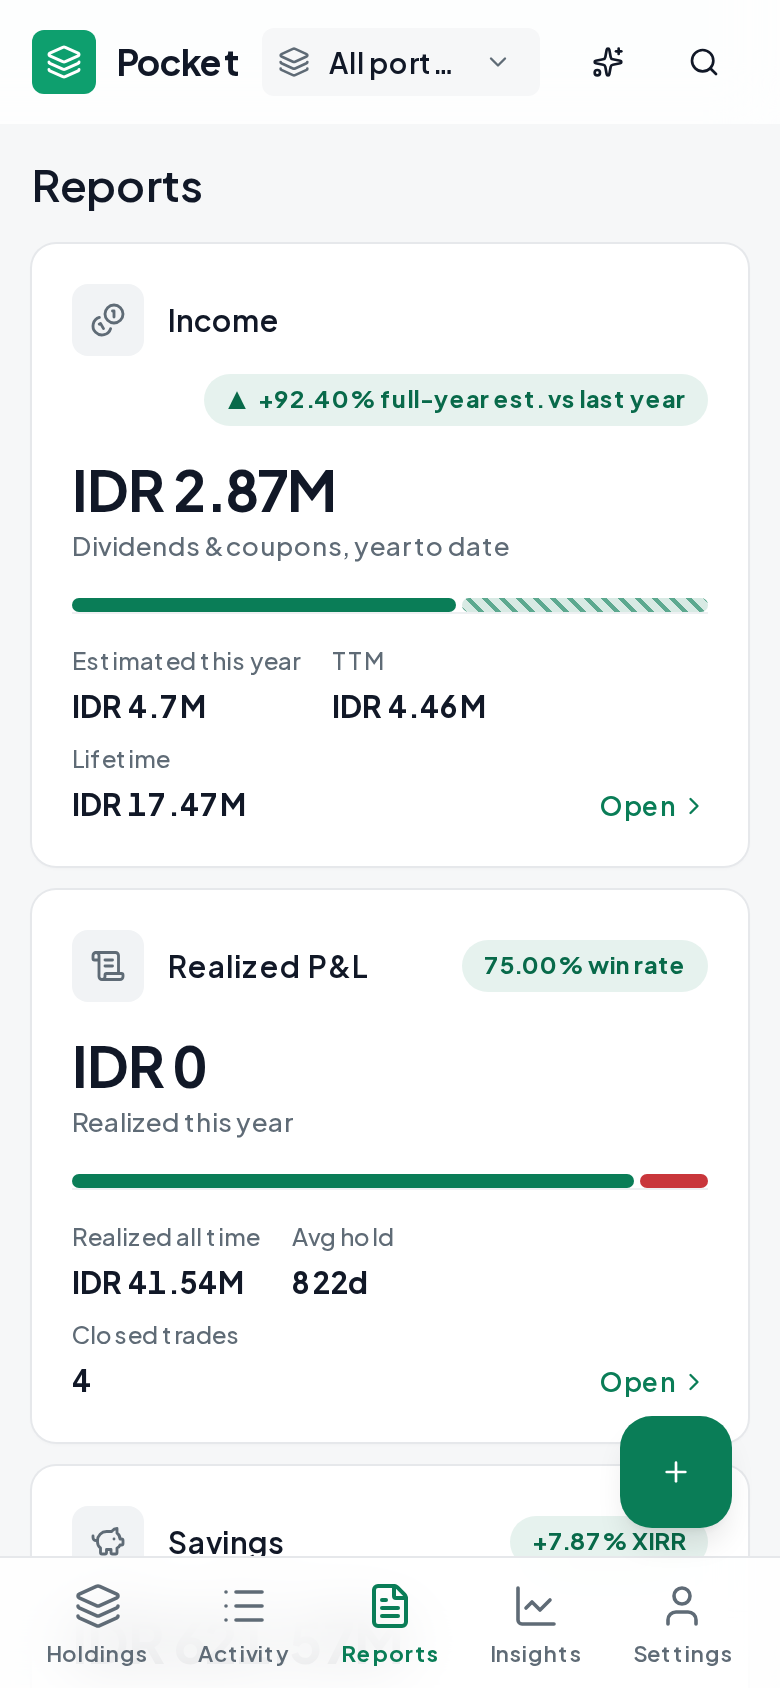 Pocket
All port...
Reports
Income
▲ +92.40% full-year est. vs last year
IDR 2.87M
Dividends & coupons, year to date
Estimated this year TTM
IDR 4.7M IDR 4.46M
Lifetime
IDR 17.47M Open >
Realized P&L 75.00% win rate
IDR 0
Realized this year
Realized all time Avg hold
IDR 41.54M 822d
Closed trades
4 Open >
+
Savings +7.87% XIRR
Holdings Activity Reports Insights Settings